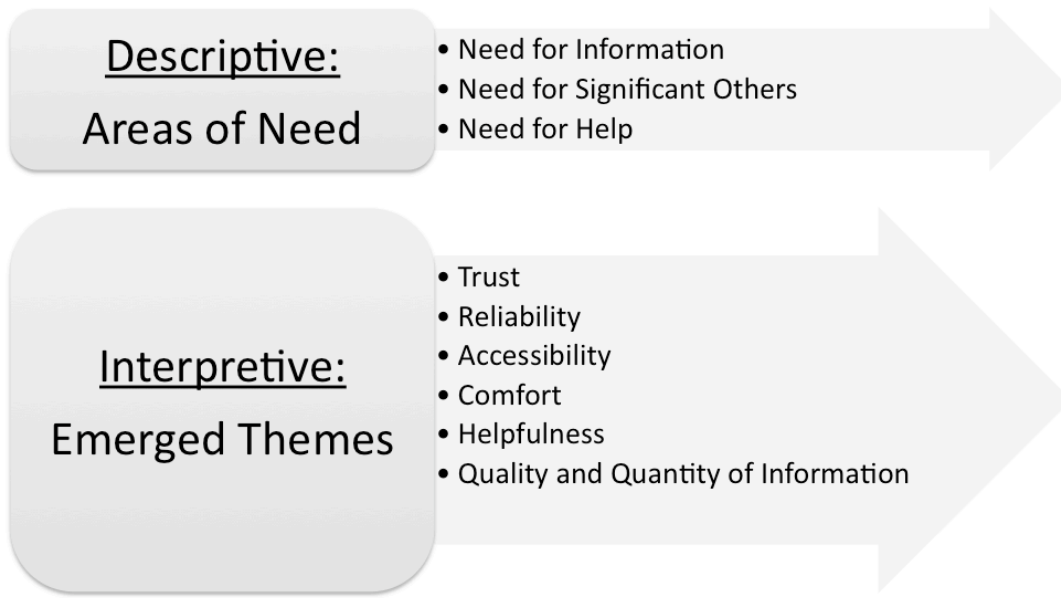 Descriptive:
Areas of Need
• Need for Information
• Need for Significant Others
• Need for Help
Interpretive:
Emerged Themes
• Trust
• Reliability
• Accessibility
• Comfort
• Helpfulness
• Quality and Quantity of Information